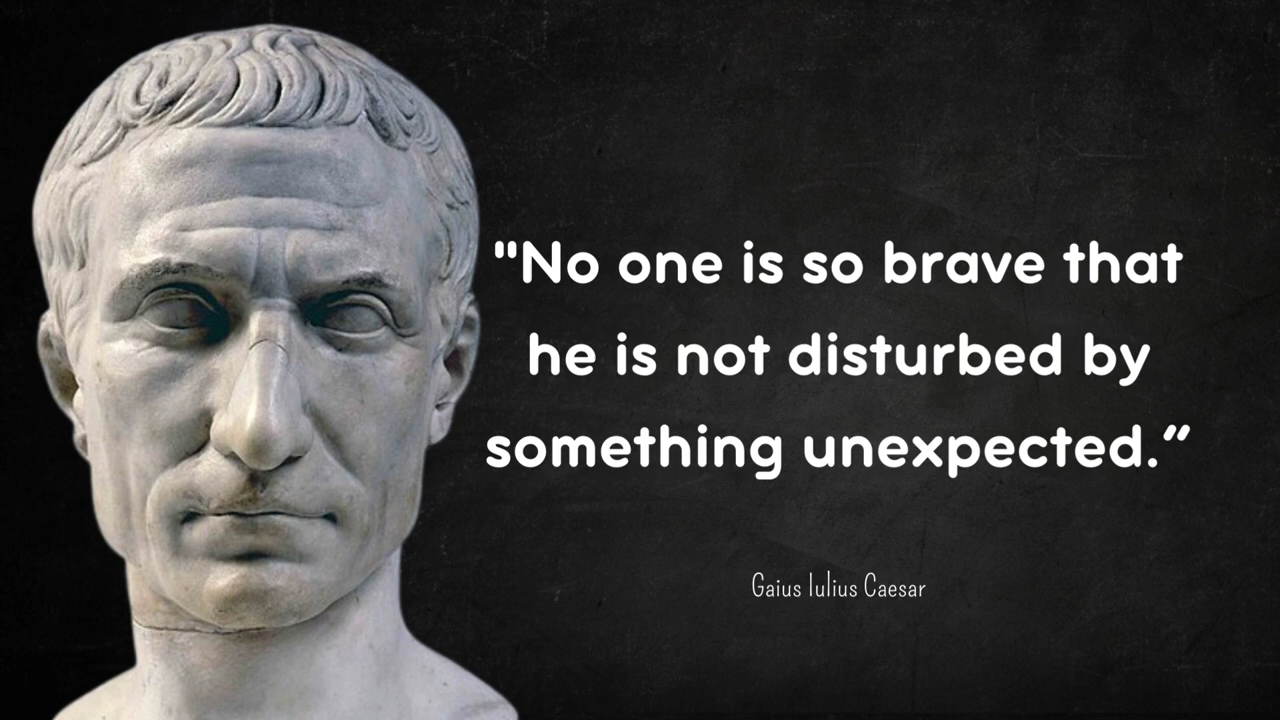 "No one is so brave that
he is not disturbed by
something unexpected.”
Gaius Iulius Caesar